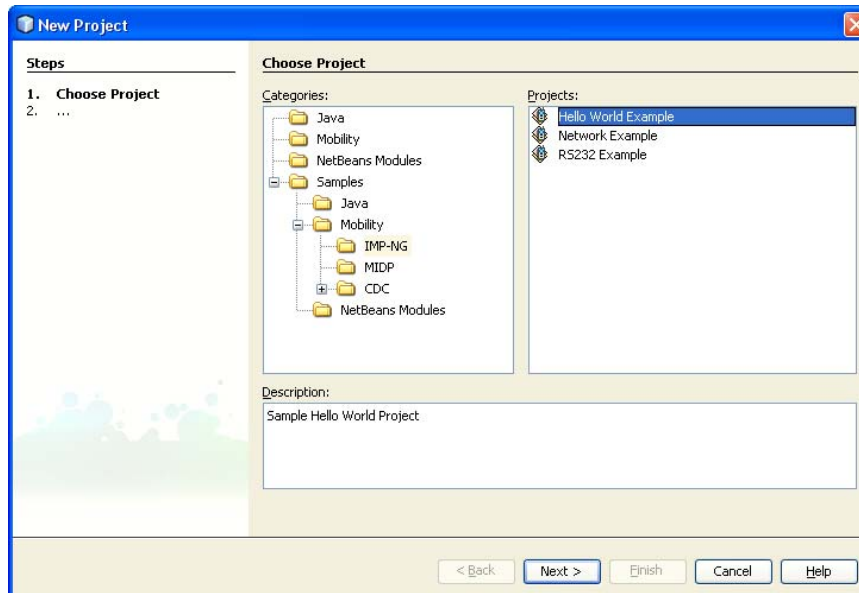 New Project
Steps
1. Choose Project
2. ...
Choose Project
Categories:
Java
Mobility
NetBeans Modules
Samples
Java
Mobility
IMP-NG
MIDP
CDC
NetBeans Modules
Projects:
Hello World Example
Network Example
RS232 Example
Description:
Sample Hello World Project
< Back
Next >
Finish
Cancel
Help